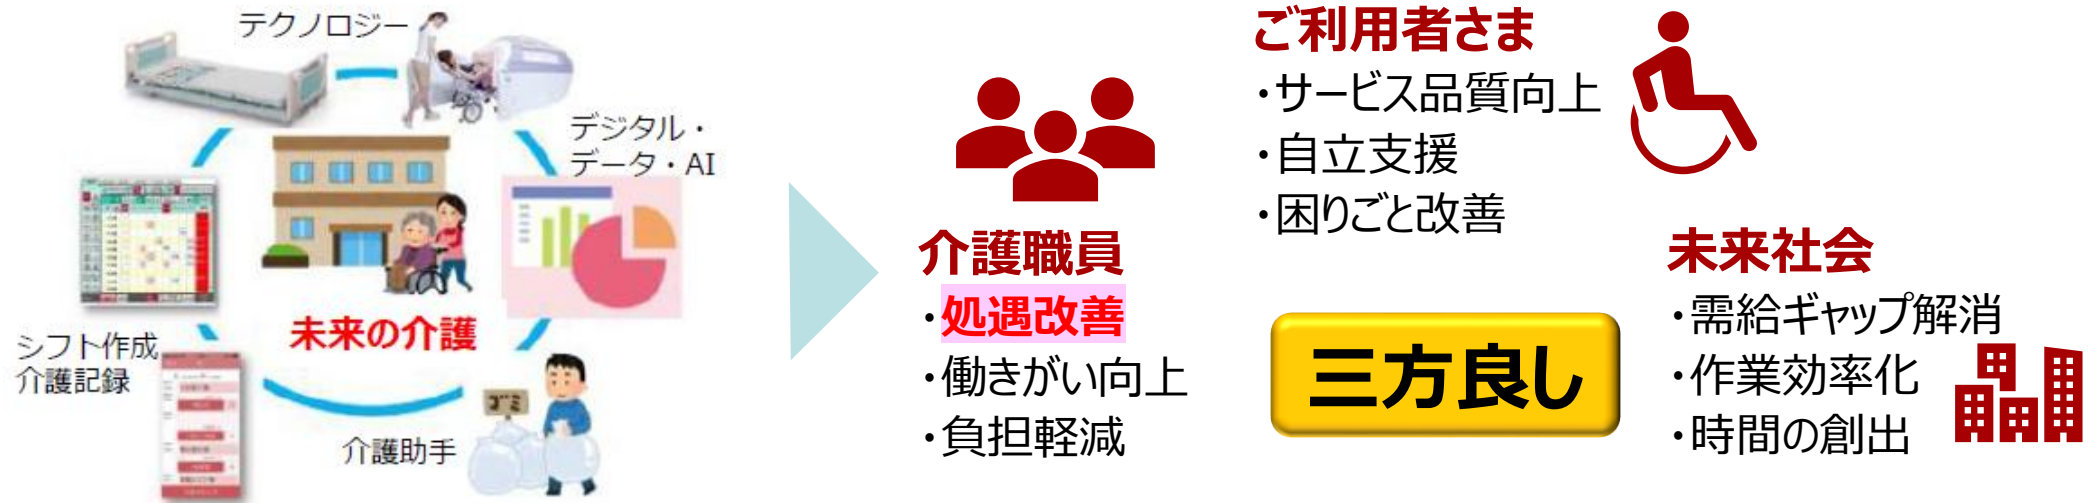 テクノロジー
デジタル・
データ・AI
未来の介護
シフト作成
介護記録
ゴミ
介護助手
介護職員
・処遇改善
・働きがい向上
・負担軽減
ご利用者さま
・サービス品質向上
・自立支援
・困りごと改善
三方良し
未来社会
・需給ギャップ解消
・作業効率化
・時間の創出